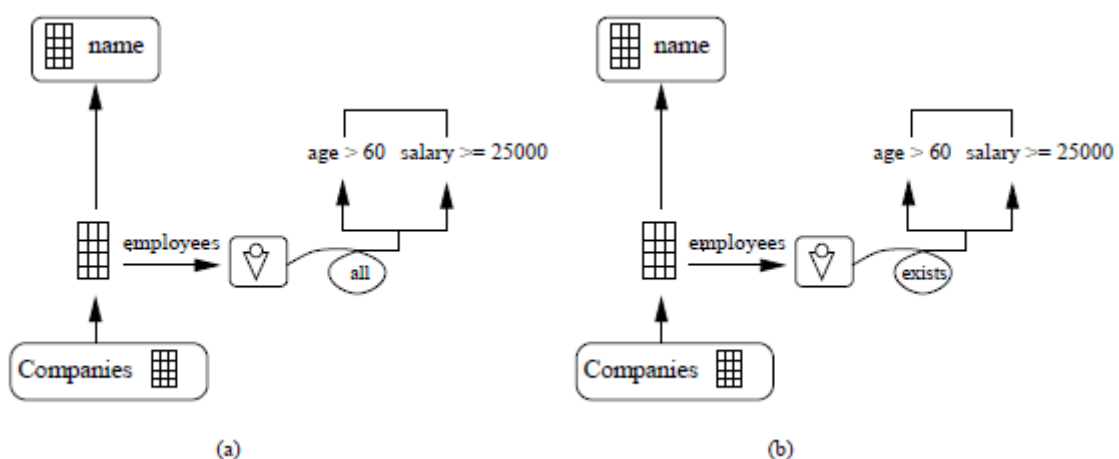 name
age > 60 salary >= 25000
employees
all
Companies
(a)
name
age > 60 salary >= 25000
employees
exists
Companies
(b)